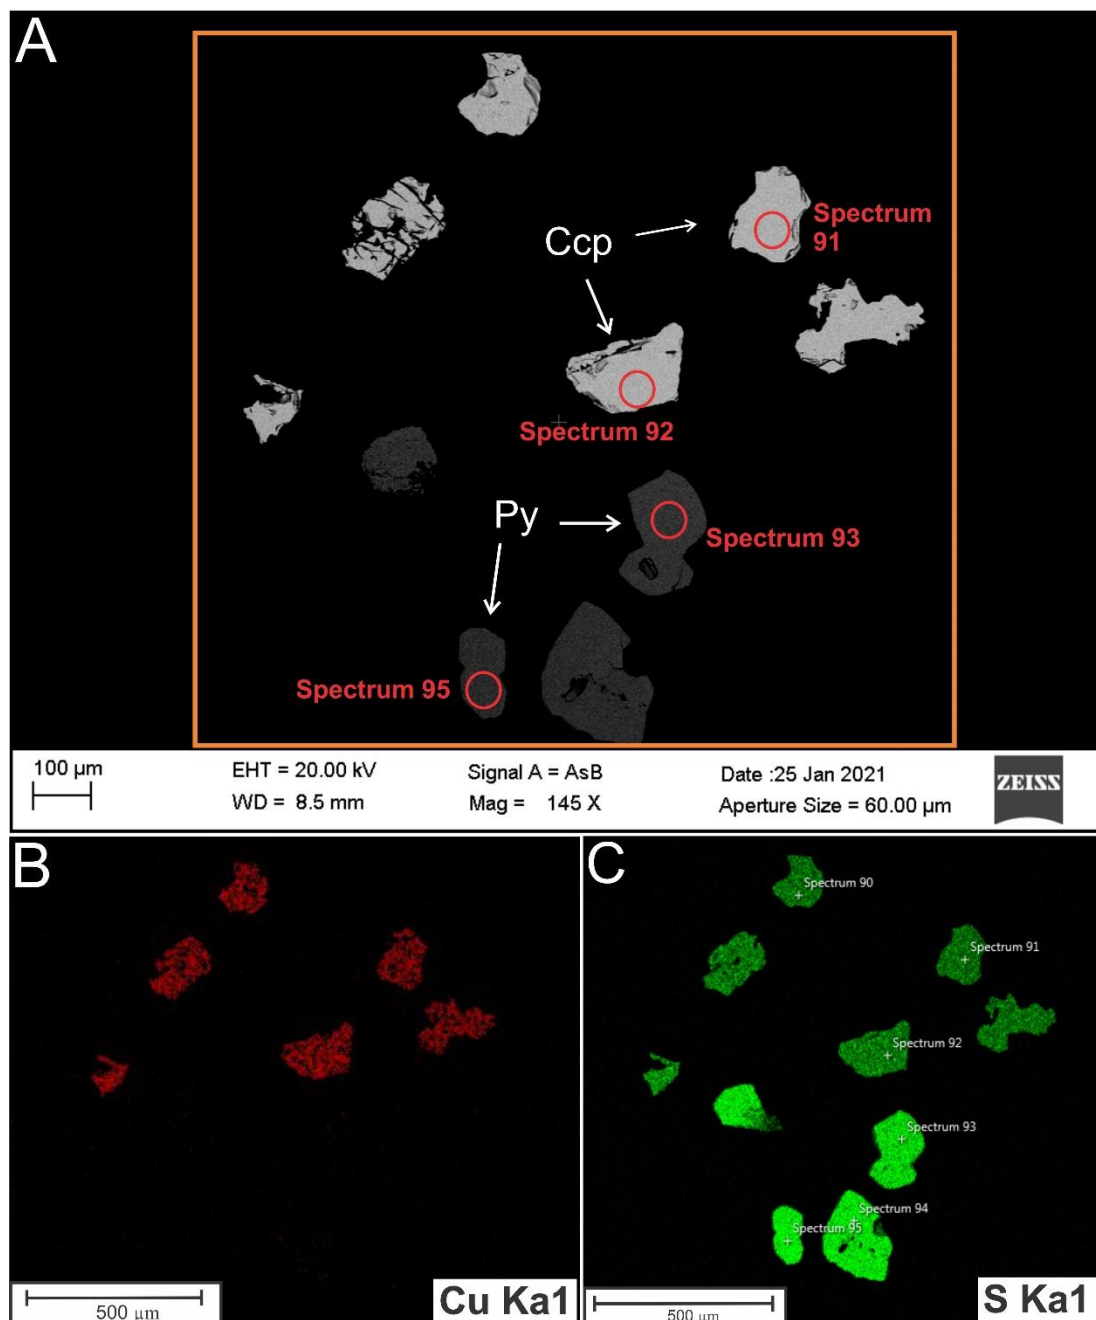 A
Ccp
Spectrum
91
Spectrum 92
Py
Spectrum 93
Spectrum 95
100 µm
EHT = 20.00 kV
WD = 8.5 mm
Signal A = AsB
Mag = 145 X
Date :25 Jan 2021
Aperture Size = 60.00 µm
ZEISS
B
500 µm
Cu Ka1
C
Spectrum 90
Spectrum 91
Spectrum 92
Spectrum 93
Spectrum 94
Spectrum 95
500 µm
S Ka1